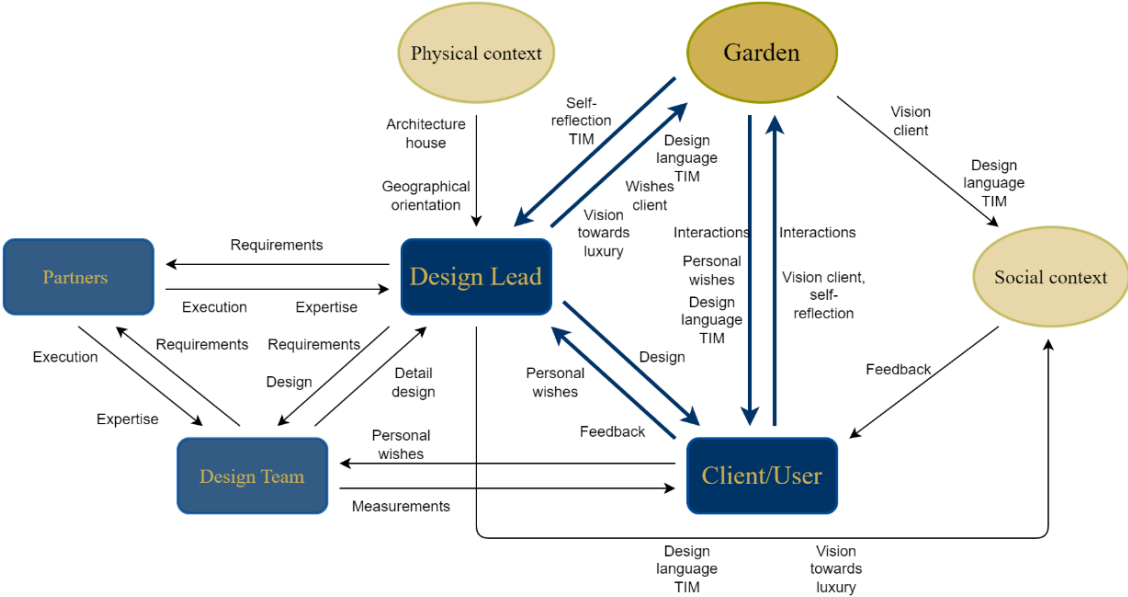 Physical context
Garden
Self-
reflection
TIM
Vision
client
Architecture
house
Design
language
TIM
Design
language
TIM
Geographical
orientation
Wishes
client
Vision
towards
luxury
Interactions
Interactions
Requirements
Partners
Design Lead
Personal
wishes
Vision client,
self-
reflection
Social context
Execution
Expertise
Design
language
TIM
Execution
Requirements
Requirements
Design
Detail
design
Personal
wishes
Design
Feedback
Expertise
Feedback
Personal
wishes
Design Team
Client/User
Measurements
Design
language
TIM
Vision
towards
luxury